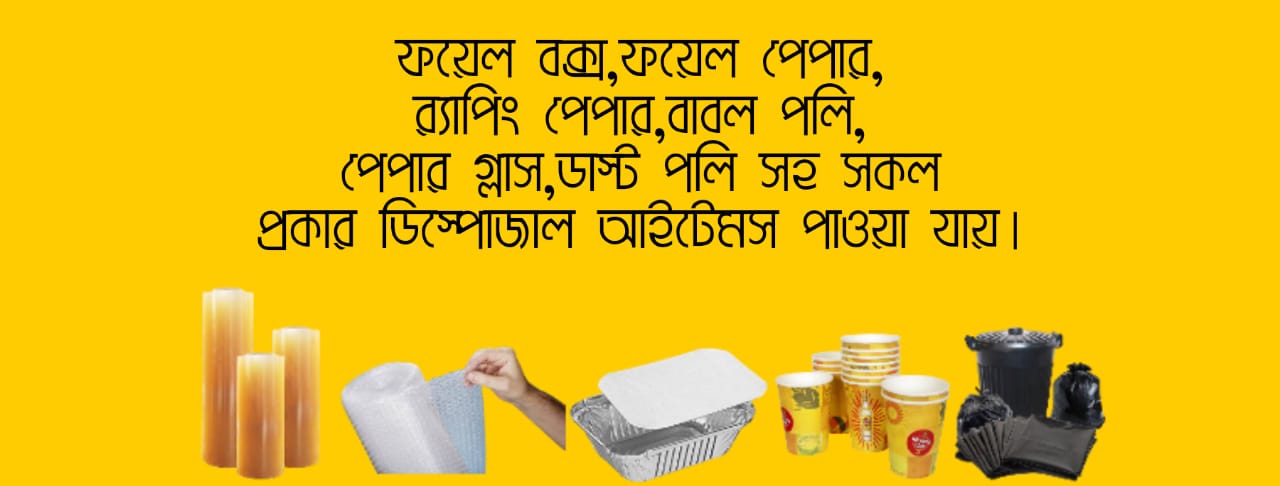 ফয়েল বক্স,ফয়েল পেপার,
র‍্যাপিং পেপার,বাবল পলি,
পেপার গ্লাস,ডাস্ট পলি সহ সকল
প্রকার ডিস্পোজাল আইটেমস পাওয়া যায়।